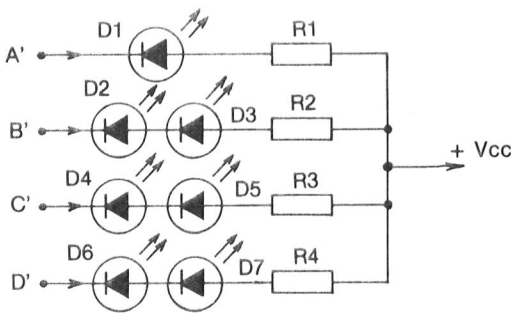 D1 R1
A'
D2 D3 R2
B'
+ Vcc
D4 D5 R3
C'
D6 D7 R4
D'